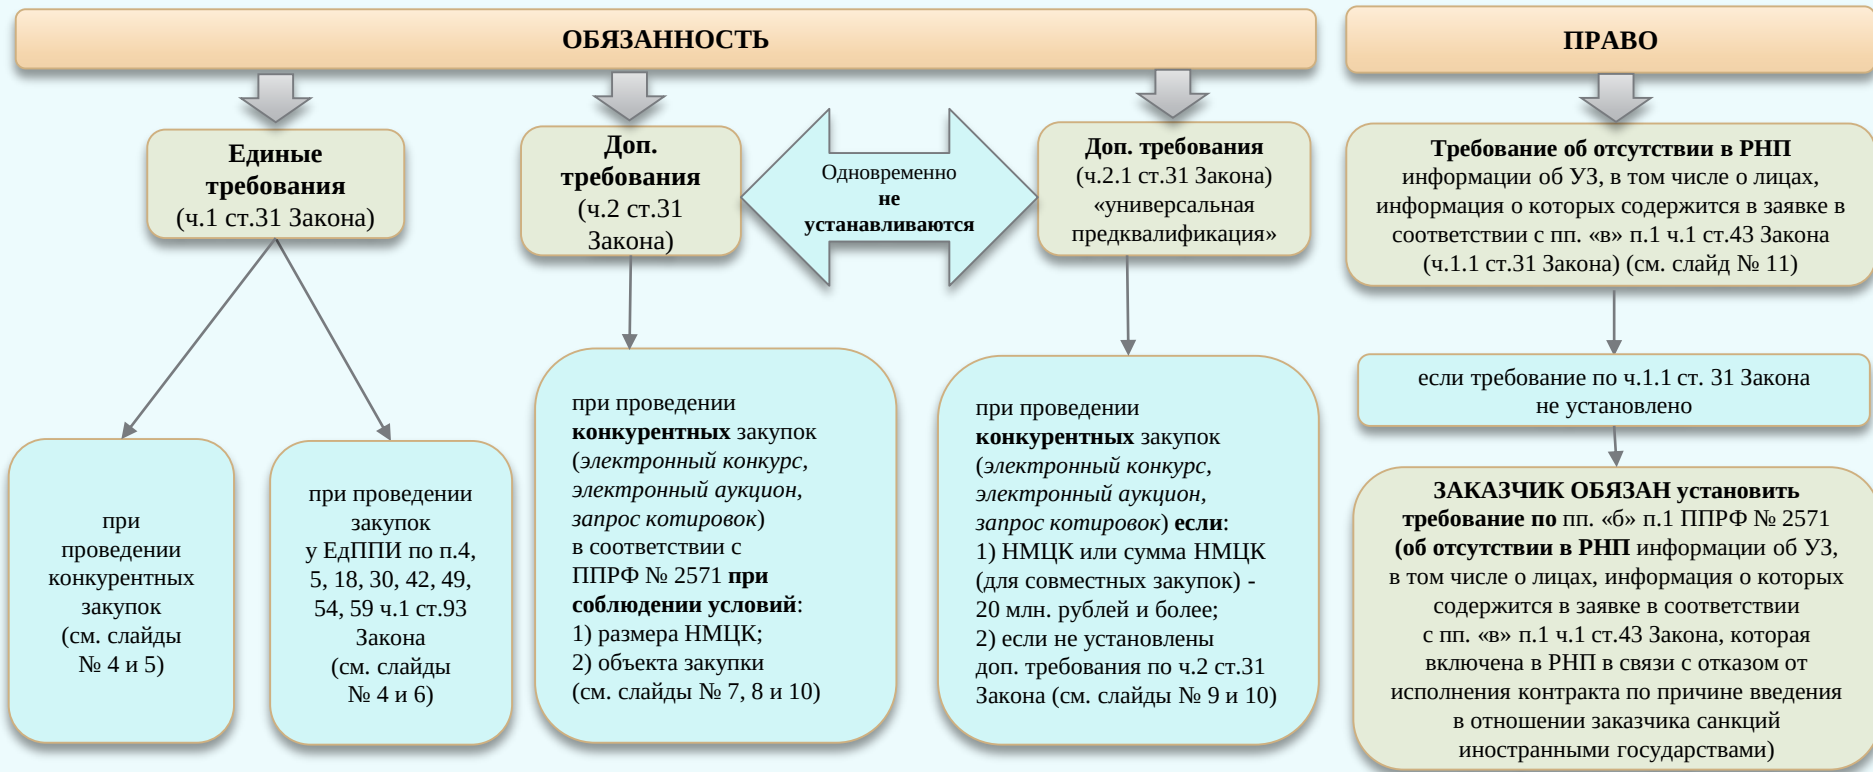 ОБЯЗАННОСТЬ
ПРАВО
Единые
требования
(ч.1 ст.31 Закона)
Доп.
требования
(ч.2 ст.31
Закона)
Одновременно
не
устанавливаются
Доп. требования
(ч.2.1 ст.31 Закона)
«универсальная
предквалификация»
Требование об отсутствии в РНП
информации об УЗ, в том числе о лицах,
информация о которых содержится в заявке в
соответствии с пп. «в» п.1 ч.1 ст.43 Закона
(ч.1.1 ст.31 Закона) (см. слайд № 11)
при
проведении
конкурентных
закупок
(см. слайды
№ 4 и 5)
при проведении
закупок
у ЕдППИ по п.4,
5, 18, 30, 42, 49,
54, 59 ч.1 ст.93
Закона
(см. слайды
№ 4 и 6)
при проведении
конкурентных закупок
(электронный конкурс,
электронный аукцион,
запрос котировок)
в соответствии с
ППРФ № 2571 при
соблюдении условий:
1) размера НМЦК;
2) объекта закупки
(см. слайды № 7, 8 и 10)
при проведении
конкурентных закупок
(электронный конкурс,
электронный аукцион,
запрос котировок) если:
1) НМЦК или сумма НМЦК
(для совместных закупок) -
20 млн. рублей и более;
2) если не установлены
доп. требования по ч.2 ст.31
Закона (см. слайды № 9 и 10)
если требование по ч.1.1 ст. 31 Закона
не установлено
ЗАКАЗЧИК ОБЯЗАН установить
требование по пп. «б» п.1 ППРФ № 2571
(об отсутствии в РНП информации об УЗ,
в том числе о лицах, информация о которых
содержится в заявке в соответствии
с пп. «в» п.1 ч.1 ст.43 Закона, которая
включена в РНП в связи с отказом от
исполнения контракта по причине введения
в отношении заказчика санкций
иностранными государствами)